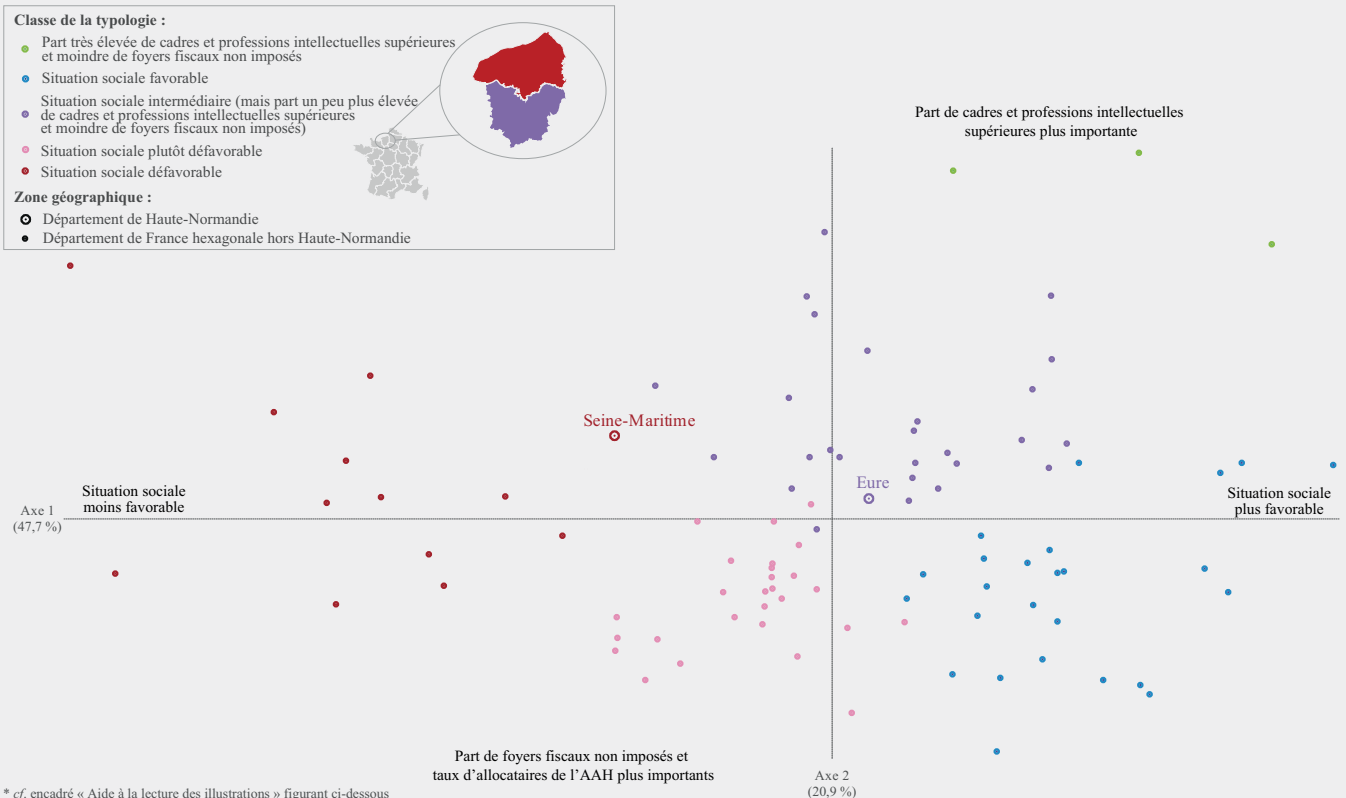 Classe de la typologie :
Part très élevée de cadres et professions intellectuelles supérieures
et moindre de foyers fiscaux non imposés
Situation sociale favorable
Situation sociale intermédiaire (mais part un peu plus élevée
de cadres et professions intellectuelles supérieures
et moindre de foyers fiscaux non imposés)
Situation sociale plutôt défavorable
Situation sociale défavorable
Zone géographique :
Département de Haute-Normandie
Département de France hexagonale hors Haute-Normandie
Part de cadres et professions intellectuelles
supérieures plus importante
Seine-Maritime
Eure
Situation sociale
moins favorable
Situation sociale
plus favorable
Axe 1
(47,7 %)
Part de foyers fiscaux non imposés et
taux d’allocataires de l’AAH plus importants
Axe 2
(20,9 %)
* cf. encadré « Aide à la lecture des illustrations » figurant ci-dessous